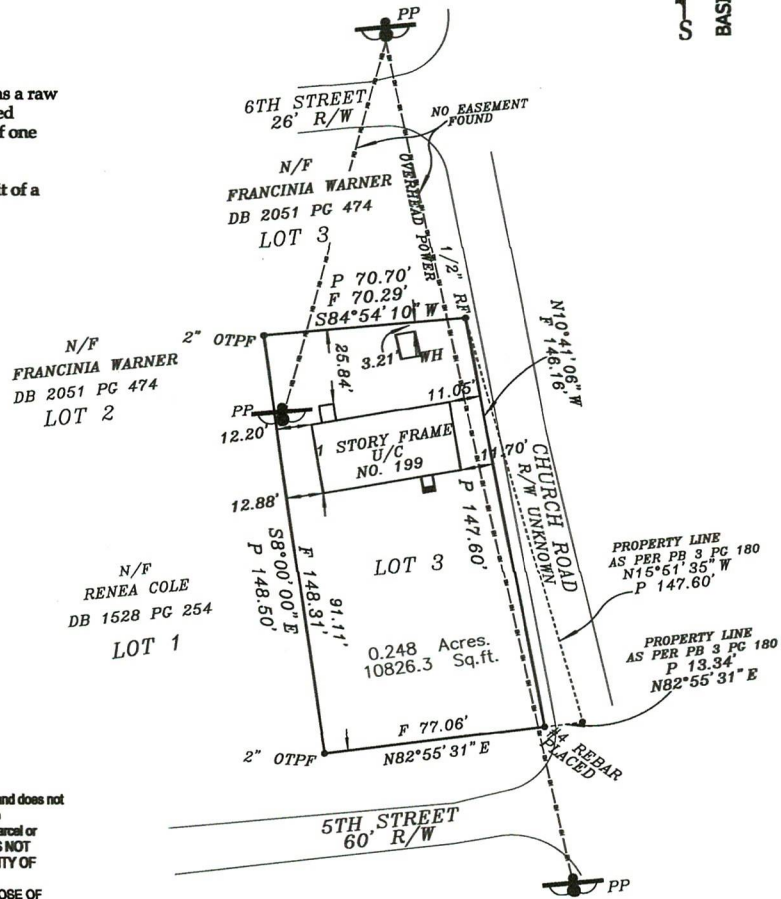 PP
S
BASI
as a raw
ed
f one
t of a
6TH STREET
26' R/W
NO EASEMENT
FOUND
N/F
FRANCINIA WARNER
DB 2051 PG 474
LOT 3
OVERHEAD POWER
1/2" RF
P 70.70'
F 70.29'
S84°54'10"W
2" OTPF
N/F
FRANCINIA WARNER
DB 2051 PG 474
LOT 2
25.84'
3.21'
WH
N10°41'06"W
F 146.16'
PP
12.20'
11.05'
1 STORY FRAME
U/C
NO. 199
11.70'
12.88'
CHURCH ROAD
R/W UNKNOWN
P 147.60'
S8°00'00"E
P 148.50'
F 148.31'
91.11'
LOT 3
0.248 Acres.
10826.3 Sq.ft.
N/F
RENEA COLE
DB 1528 PG 254
LOT 1
PROPERTY LINE
AS PER PB 3 PG 180
N15°51'35"W
P 147.60'
PROPERTY LINE
AS PER PB 3 PG 180
P 13.34'
N82°55'31"E
F 77.06'
N82°55'31"E
2" OTPF
#4 REBAR
PLACED
5TH STREET
60' R/W
PP
and does not
arcel or
S NOT
ITY OF
OSE OF